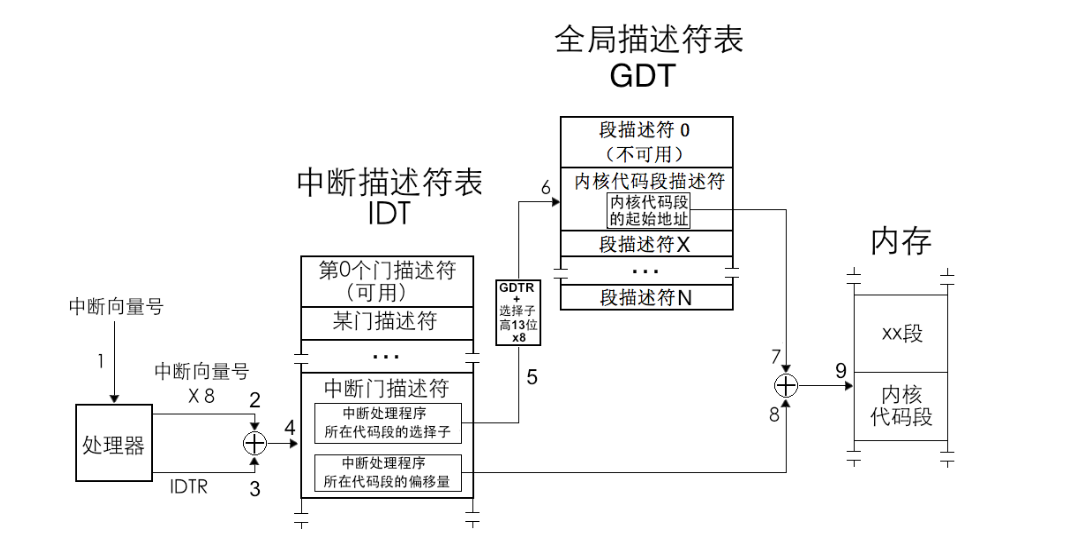 全局描述符表
GDT
段描述符 0
（不可用）
内核代码段描述符
内核代码段
的起始地址
段描述符X
...
段描述符N
中断描述符表
IDT
第0个门描述符
（可用）
某门描述符
...
中断门描述符
中断处理程序
所在代码段的选择子
中断处理程序
所在代码段的偏移量
中断向量号
1
处理器
中断向量号
X 8
2
IDTR
3
4
GDTR
+
选择子
高13位
x8
5
6
7
8
9
内存
xx段
内核
代码段